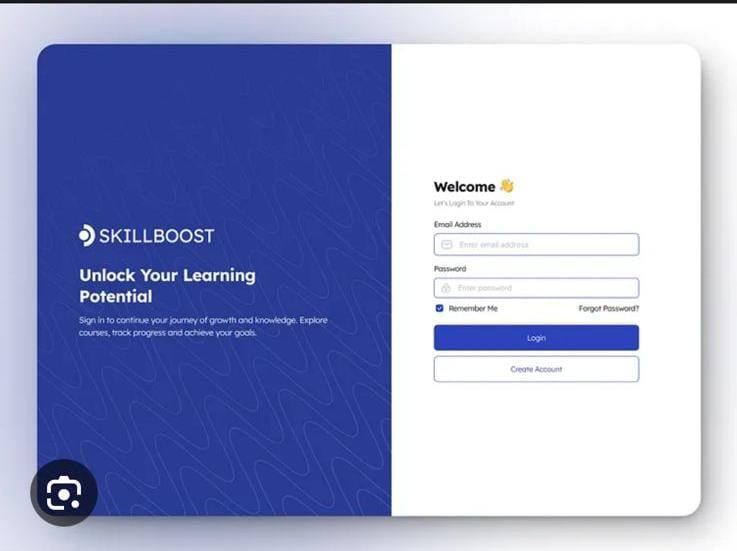 SKILLBOOST
Unlock Your Learning
Potential
Sign in to continue your journey of growth and knowledge. Explore
courses, track progress and achieve your goals.
Welcome 👋
Let's Login To Your Account
Email Address
Enter email address
Password
Enter password
Remember Me
Forgot Password?
Login
Create Account